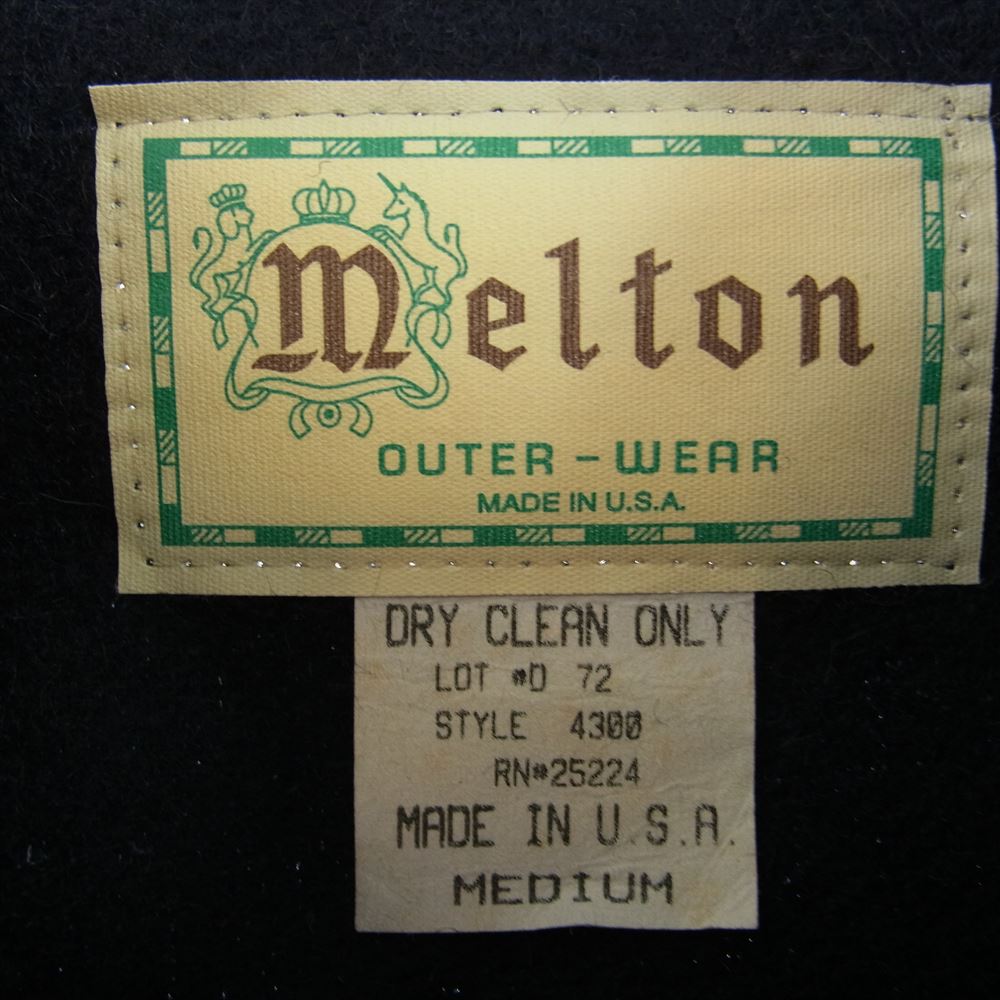 Melton
OUTER-WEAR
MADE IN U.S.A.
DRY CLEAN ONLY
LOT #D 72
STYLE 4300
RN#25224
MADE IN U.S.A.
MEDIUM